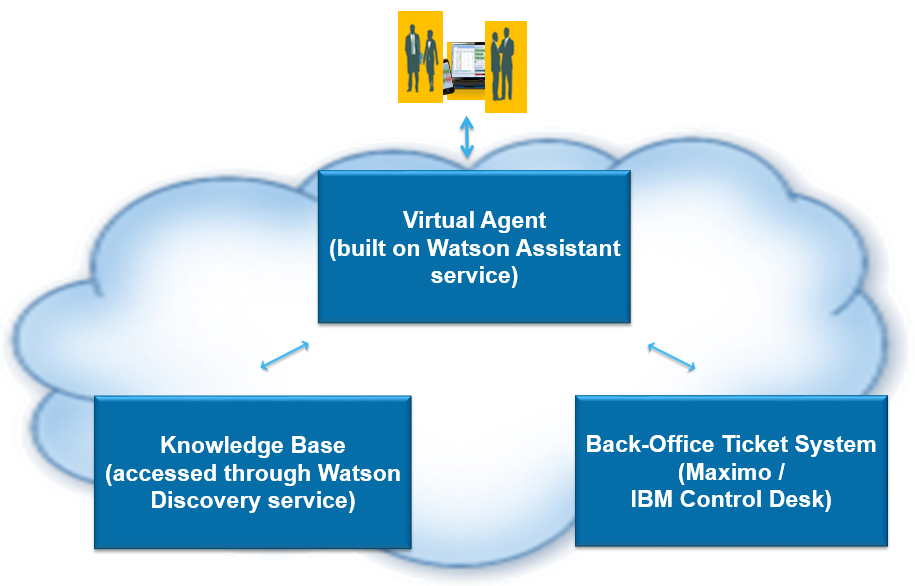 Virtual Agent
(built on Watson Assistant
service)
Knowledge Base
(accessed through Watson
Discovery service)
Back-Office Ticket System
(Maximo /
IBM Control Desk)